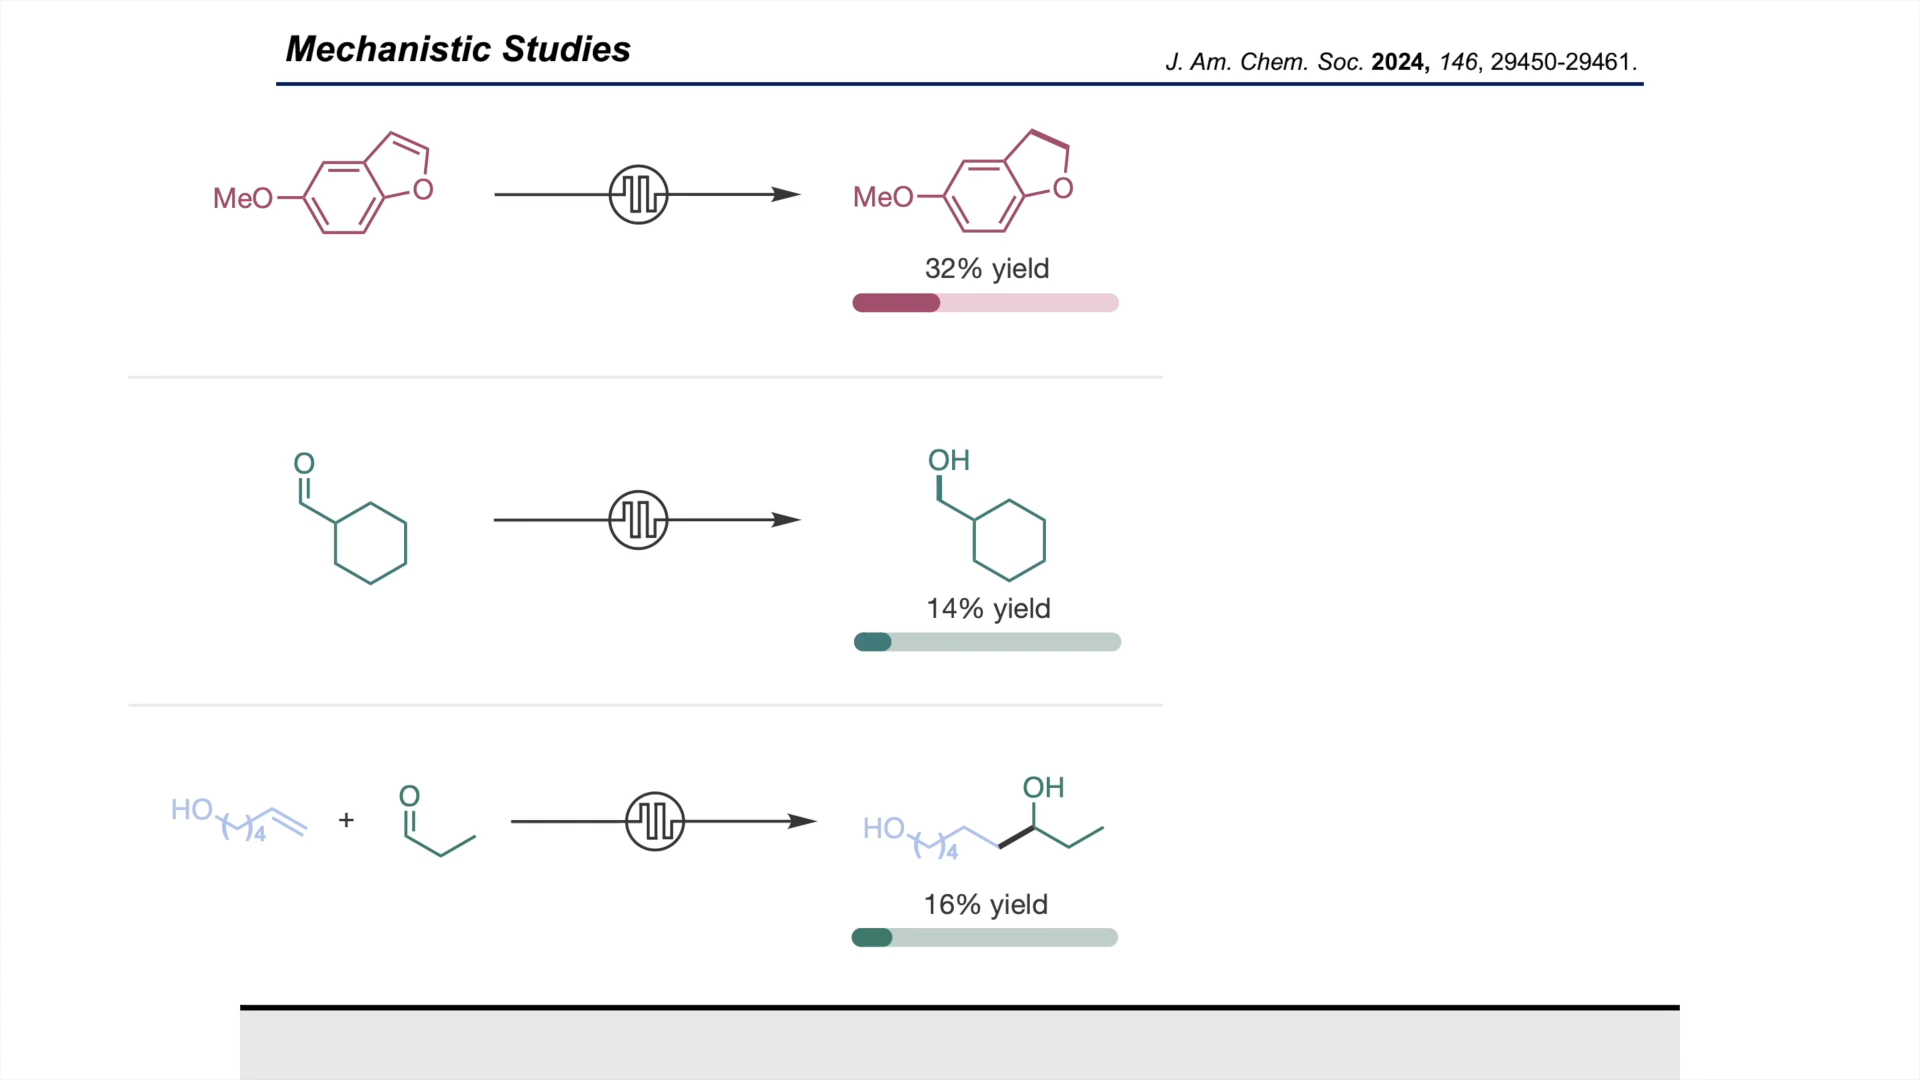 Mechanistic Studies
J. Am. Chem. Soc. 2024, 146, 29450-29461.
MeO
O
MeO
O
32% yield
O
OH
14% yield
HO
( )4
+
O
HO
( )4
OH
16% yield